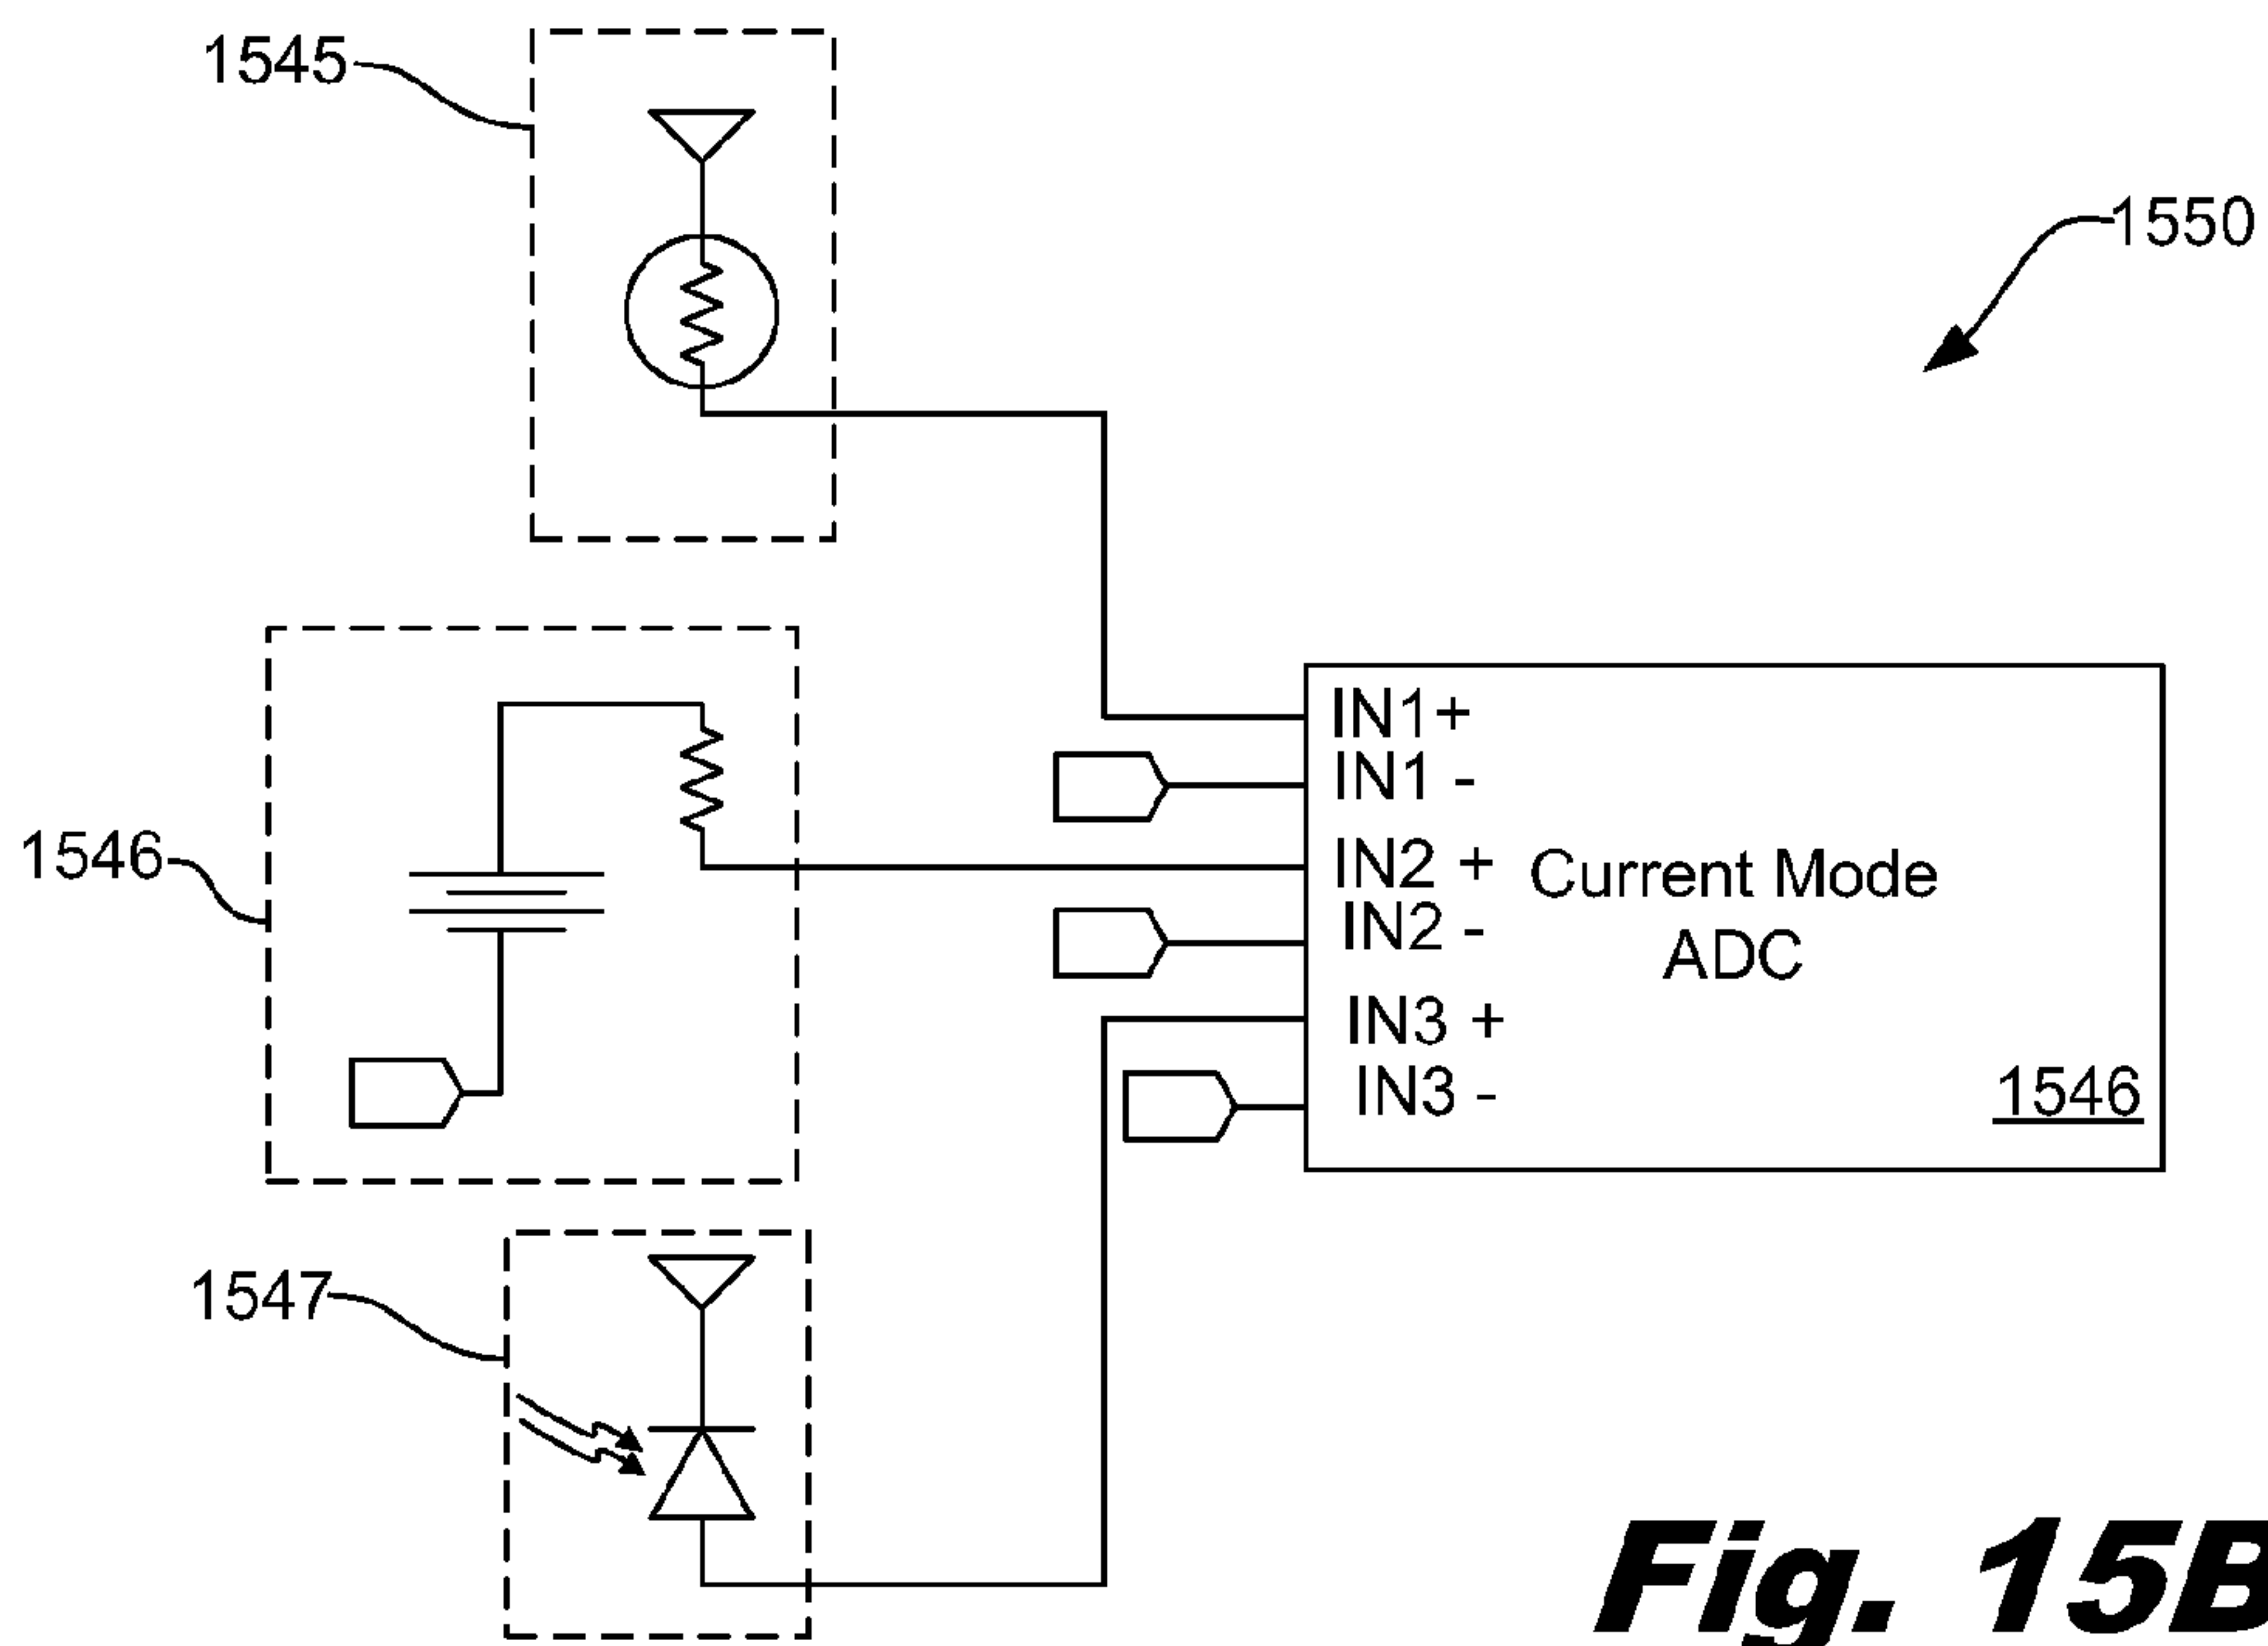 1545
1550
IN1+
IN1 -
1546
IN2 +
Current Mode
IN2 -
ADC
IN3 +
IN3 -
1546
1547
Fig. 15B